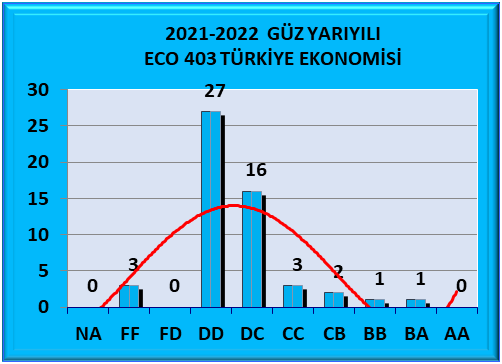 2021-2022 GÜZ YARIYILI
ECO 403 TÜRKİYE EKONOMİSİ
30
25
20
15
10
5
0
0 3 0 27 16 3 2 1 1 0
NA FF FD DD DC CC CB BB BA AA